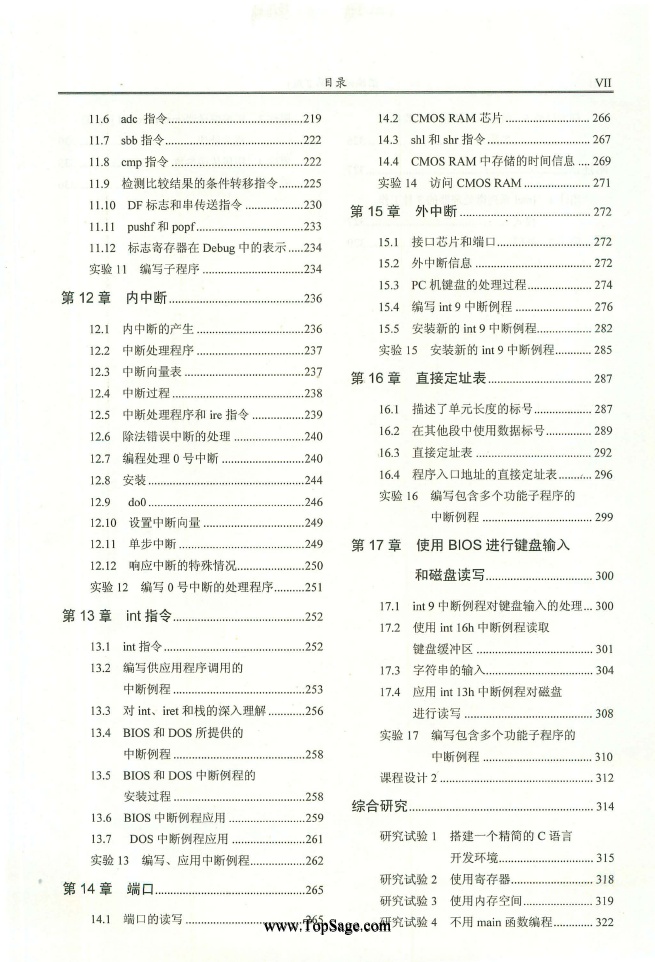 目录 VII
11.6 adc 指令..........219
11.7 sbb 指令..........222
11.8 cmp 指令..........222
11.9 检测比较结果的条件转移指令........225
11.10 DF 标志和串传送指令..........230
11.11 pushf 和 popf..........233
11.12 标志寄存器在 Debug 中的表示.....234
实验 11 编写子程序..........234
第 12 章 内中断..........236
12.1 内中断的产生..........236
12.2 中断处理程序..........237
12.3 中断向量表..........237
12.4 中断过程..........238
12.5 中断处理程序和 ire 指令..........239
12.6 除法错误中断的处理..........240
12.7 编程处理 0 号中断..........240
12.8 安装..........244
12.9 do0..........246
12.10 设置中断向量..........249
12.11 单步中断..........249
12.12 响应中断的特殊情况..........250
实验 12 编写 0 号中断的处理程序..........251
第 13 章 int 指令..........252
13.1 int 指令..........252
13.2 编写供应用程序调用的
中断例程..........253
13.3 对 int、iret 和栈的深入理解..........256
13.4 BIOS 和 DOS 所提供的
中断例程..........258
13.5 BIOS 和 DOS 中断例程的
安装过程..........258
13.6 BIOS 中断例程应用..........259
13.7 DOS 中断例程应用..........261
实验 13 编写、应用中断例程..........262
第 14 章 端口..........265
14.1 端口的读写..........265
14.2 CMOS RAM 芯片..........266
14.3 shl 和 shr 指令..........267
14.4 CMOS RAM 中存储的时间信息.... 269
实验 14 访问 CMOS RAM..........271
第 15 章 外中断..........272
15.1 接口芯片和端口..........272
15.2 外中断信息..........272
15.3 PC 机键盘的处理过程..........274
15.4 编写 int 9 中断例程..........276
15.5 安装新的 int 9 中断例程..........282
实验 15 安装新的 int 9 中断例程..........285
第 16 章 直接定址表..........287
16.1 描述了单元长度的标号..........287
16.2 在其他段中使用数据标号..........289
16.3 直接定址表..........292
16.4 程序入口地址的直接定址表..........296
实验 16 编写包含多个功能子程序的
中断例程..........299
第 17 章 使用 BIOS 进行键盘输入
和磁盘读写..........300
17.1 int 9 中断例程对键盘输入的处理... 300
17.2 使用 int 16h 中断例程读取
键盘缓冲区..........301
17.3 字符串的输入..........304
17.4 应用 int 13h 中断例程对磁盘
进行读写..........308
实验 17 编写包含多个功能子程序的
中断例程..........310
课程设计 2..........312
综合研究..........314
研究试验 1 搭建一个精简的 C 语言
开发环境..........315
研究试验 2 使用寄存器..........318
研究试验 3 使用内存空间..........319
研究试验 4 不用 main 函数编程..........322
www.TopSage.com